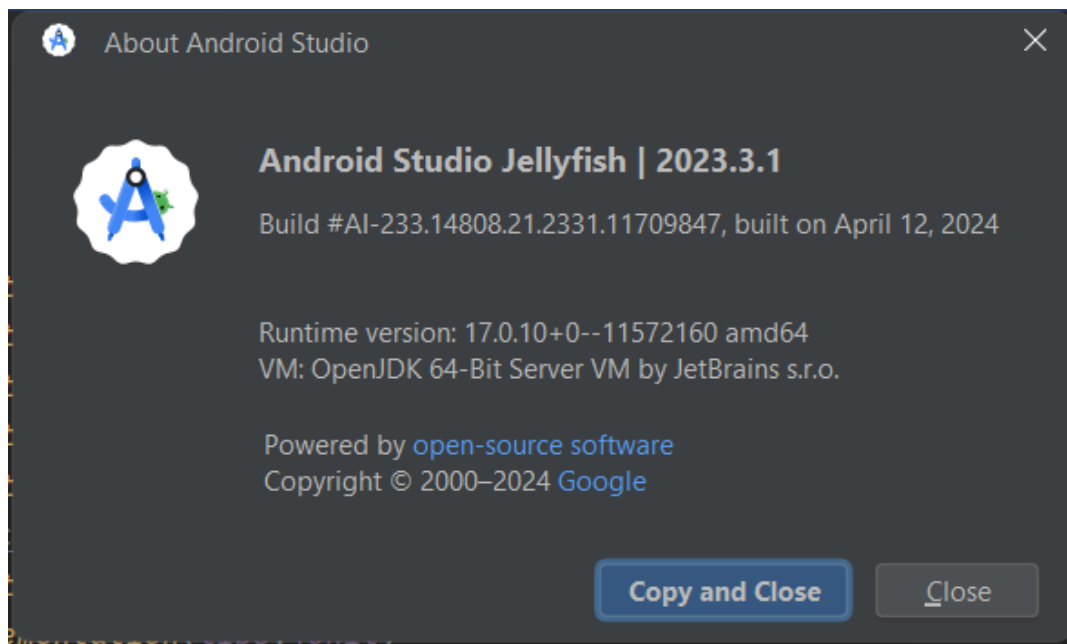 About Android Studio
Android Studio Jellyfish | 2023.3.1
Build #AI-233.14808.21.2331.11709847, built on April 12, 2024
Runtime version: 17.0.10+0--11572160 amd64
VM: OpenJDK 64-Bit Server VM by JetBrains s.r.o.
Powered by open-source software
Copyright © 2000–2024 Google
Copy and Close
Close